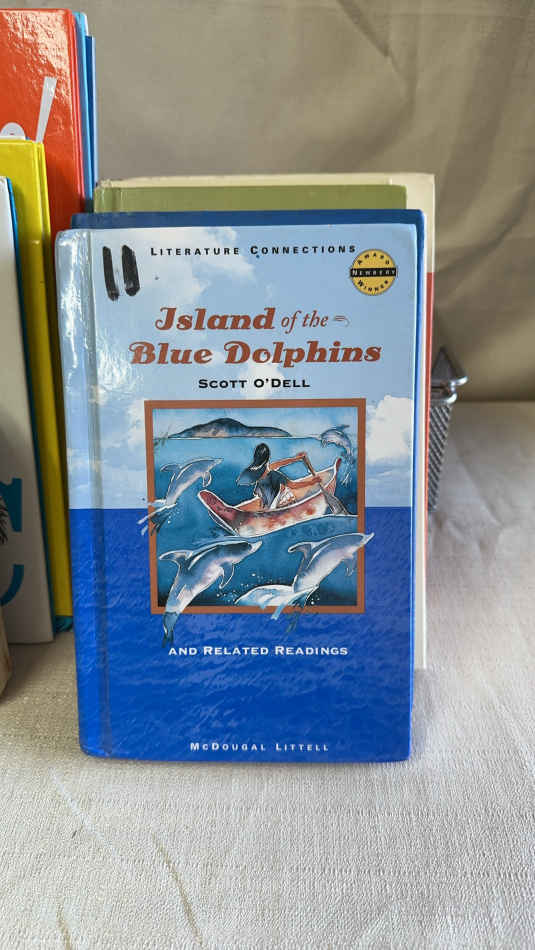 11
LITERATURE CONNECTIONS
AWARD
NEWBERY
WINNER
Island of the
Blue Dolphins
SCOTT O'DELL
AND RELATED READINGS
MCDOUGAL LITTELL